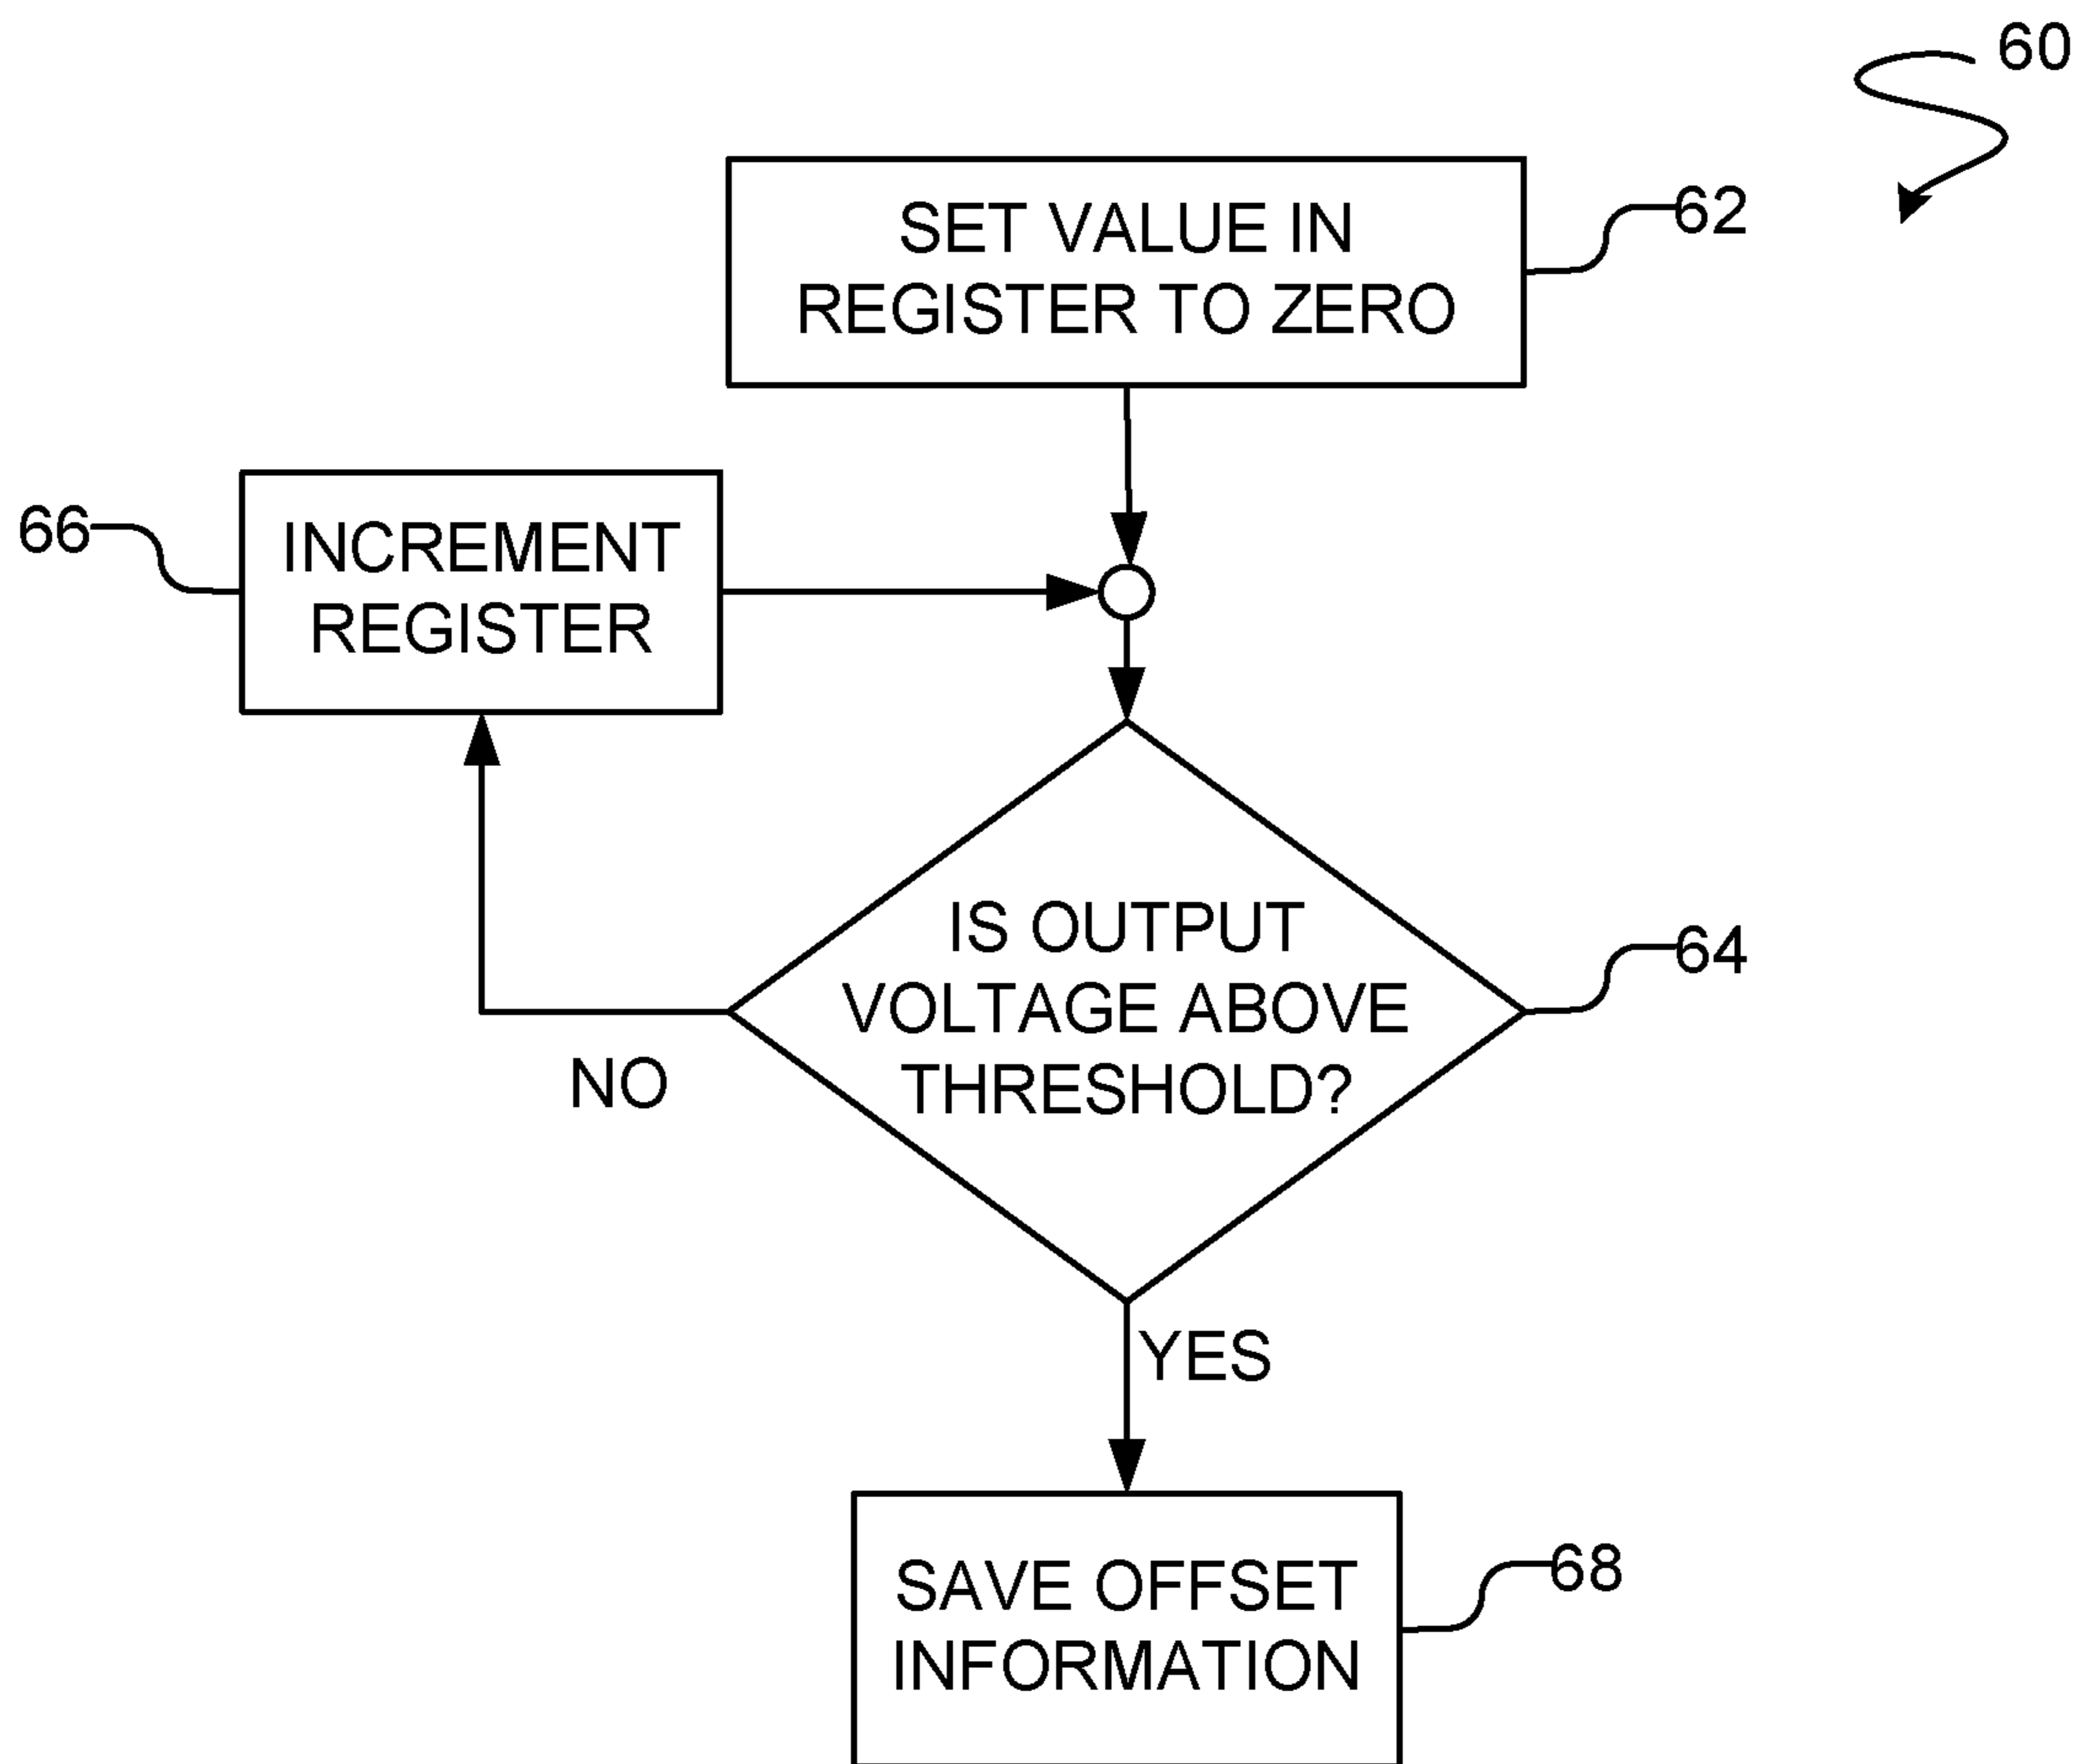 60
SET VALUE IN
REGISTER TO ZERO
62
66
INCREMENT
REGISTER
IS OUTPUT
VOLTAGE ABOVE
THRESHOLD?
64
NO
YES
SAVE OFFSET
INFORMATION
68